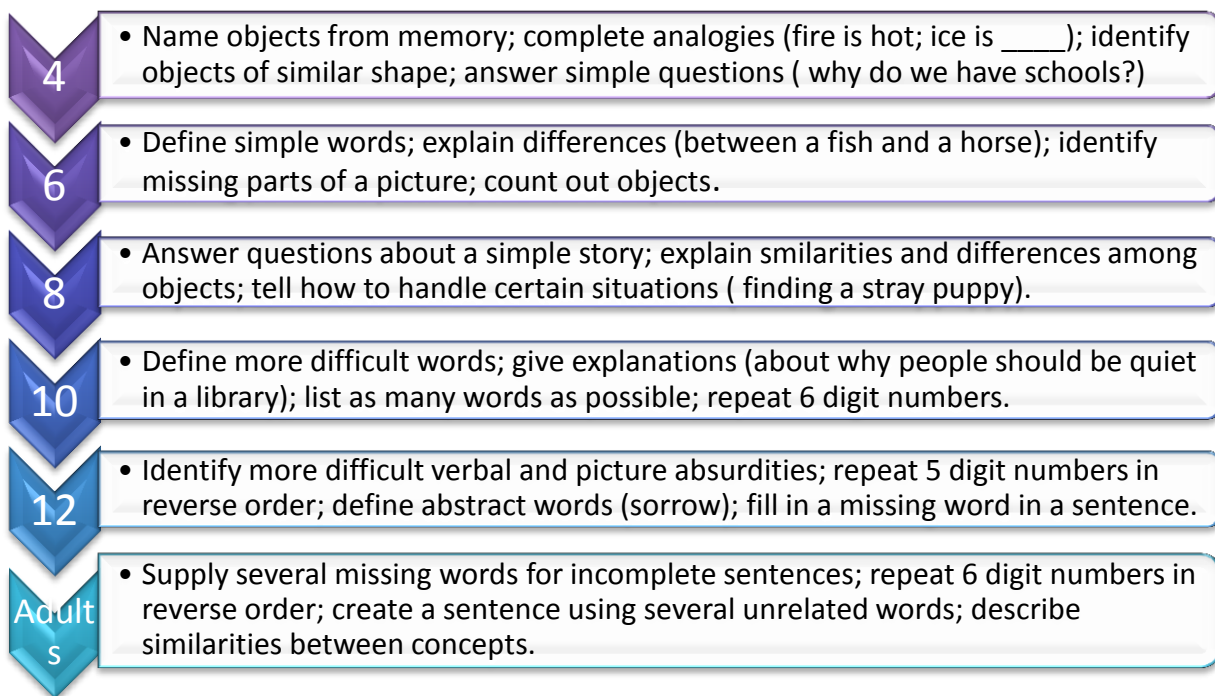 4
• Name objects from memory; complete analogies (fire is hot; ice is ____); identify
objects of similar shape; answer simple questions ( why do we have schools?)
6
• Define simple words; explain differences (between a fish and a horse); identify
missing parts of a picture; count out objects.
8
• Answer questions about a simple story; explain smilarities and differences among
objects; tell how to handle certain situations ( finding a stray puppy).
10
• Define more difficult words; give explanations (about why people should be quiet
in a library); list as many words as possible; repeat 6 digit numbers.
12
• Identify more difficult verbal and picture absurdities; repeat 5 digit numbers in
reverse order; define abstract words (sorrow); fill in a missing word in a sentence.
Adult
s
• Supply several missing words for incomplete sentences; repeat 6 digit numbers in
reverse order; create a sentence using several unrelated words; describe
similarities between concepts.